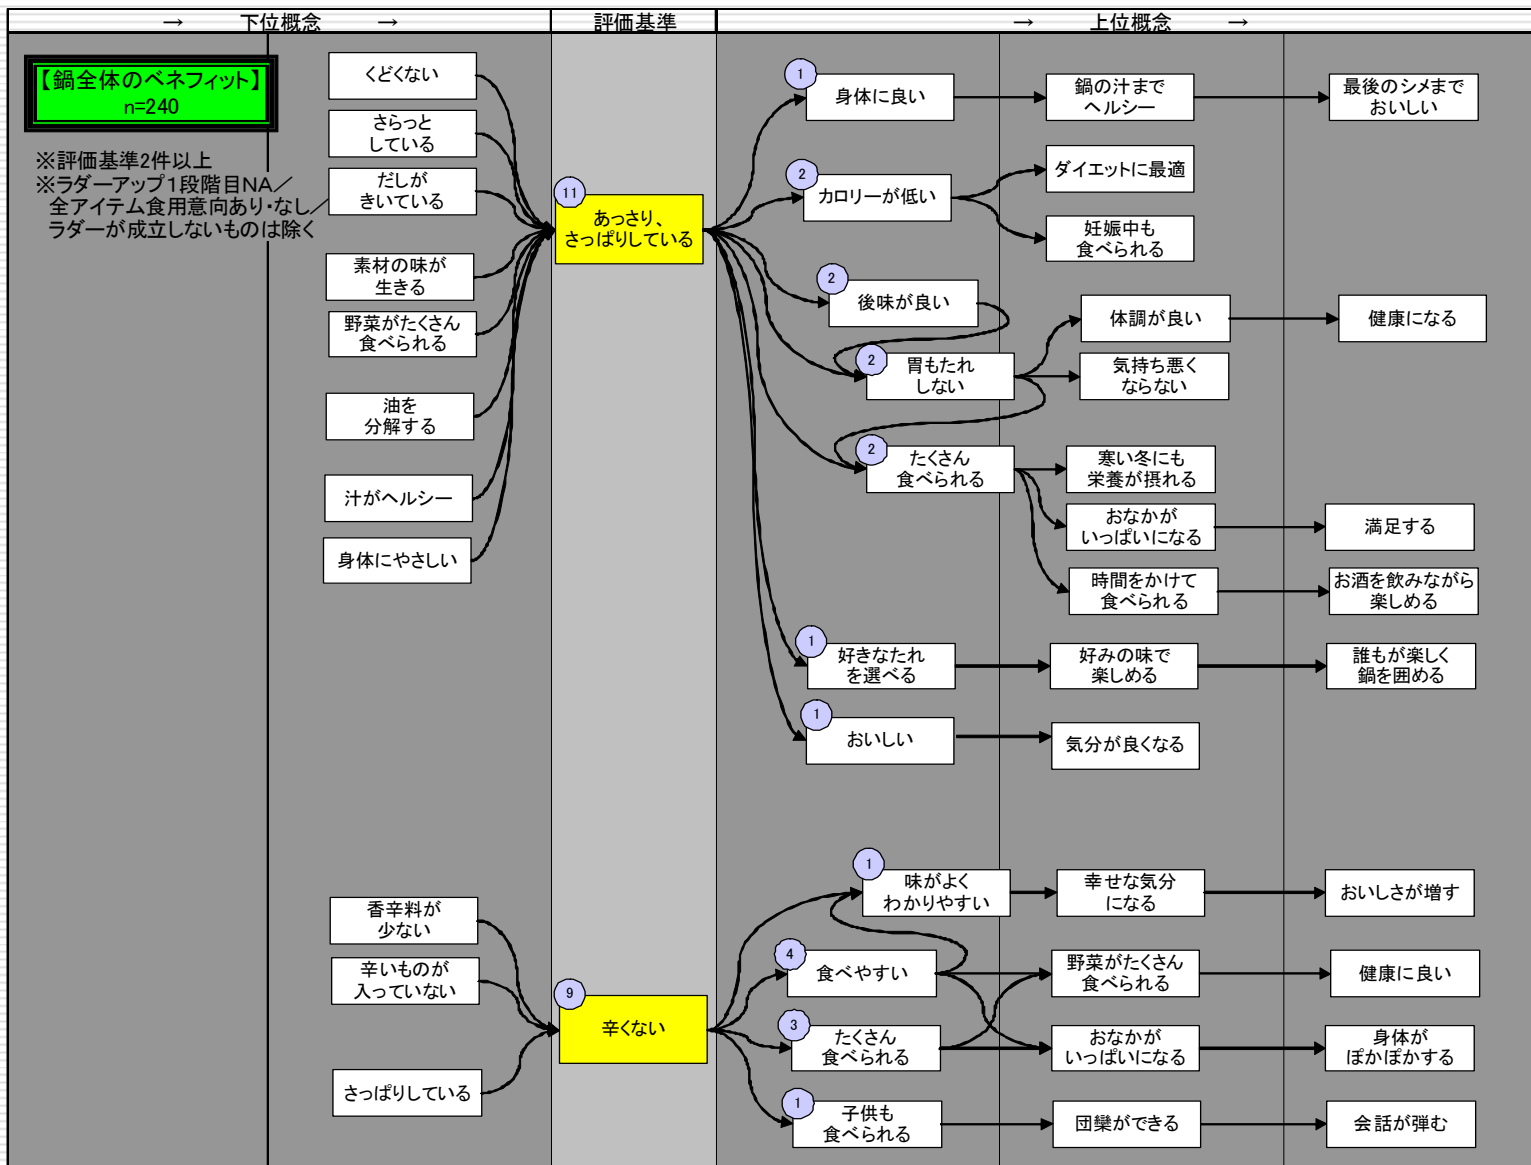 → 下位概念 →
評価基準
→ 上位概念 →
【鍋全体のベネフィット】
n=240
※評価基準2件以上
※ラダーアップ1段階目NA／
全アイテム食用意向あり・なし／
ラダーが成立しないものは除く
くどくない
さらっと
している
だしが
きいている
素材の味が
生きる
野菜がたくさん
食べられる
油を
分解する
汁がヘルシー
身体にやさしい
11
あっさり、
さっぱりしている
1
身体に良い
鍋の汁まで
ヘルシー
最後のシメまで
おいしい
2
カロリーが低い
ダイエットに最適
妊娠中も
食べられる
2
後味が良い
2
胃もたれ
しない
体調が良い
健康になる
気持ち悪く
ならない
2
たくさん
食べられる
寒い冬にも
栄養が摂れる
おなかが
いっぱいになる
満足する
時間をかけて
食べられる
お酒を飲みながら
楽しめる
1
好きなたれ
を選べる
好みの味で
楽しめる
誰もが楽しく
鍋を囲める
1
おいしい
気分が良くなる
香辛料が
少ない
辛いものが
入っていない
さっぱりしている
9
辛くない
1
味がよく
わかりやすい
幸せな気分
になる
おいしさが増す
4
食べやすい
野菜がたくさん
食べられる
健康に良い
3
たくさん
食べられる
おなかが
いっぱいになる
身体が
ぽかぽかする
1
子供も
食べられる
団欒ができる
会話が弾む